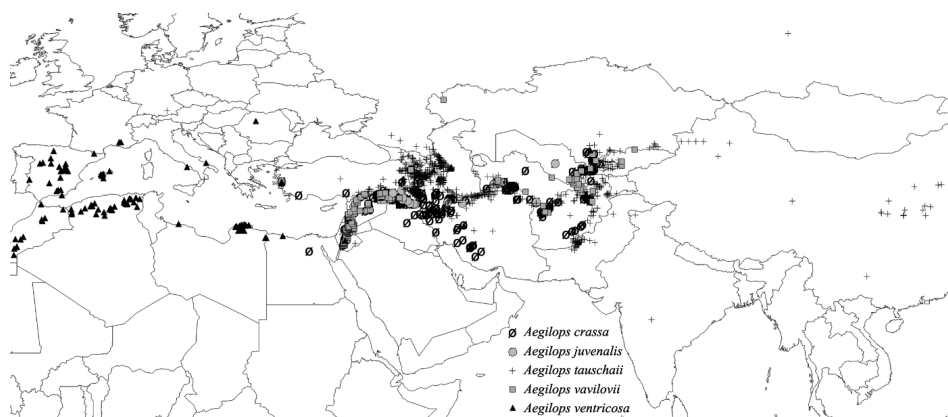 Aegilops crassa
Aegilops juvenalis
Aegilops tauschaii
Aegilops vavilovii
Aegilops ventricosa